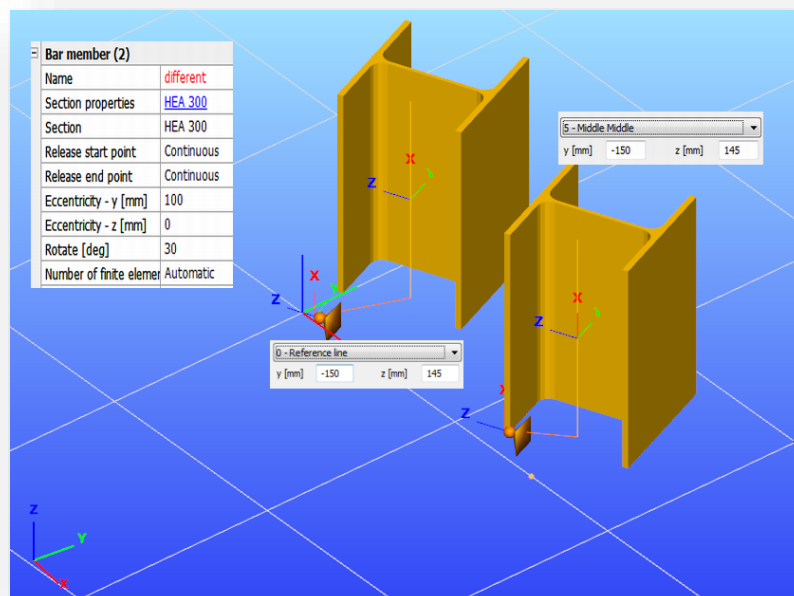 Bar member (2)
Name different
Section properties HEA 300
Section HEA 300
Release start point Continuous
Release end point Continuous
Eccentricity - y [mm] 100
Eccentricity - z [mm] 0
Rotate [deg] 30
Number of finite elemer Automatic
5 - Middle Middle
y [mm] -150 z [mm] 145
X
Y
Z
X
Y
Z
X
Y
Z
0 - Reference line
y [mm] -150 z [mm] 145
X
Z
Z
Y
X